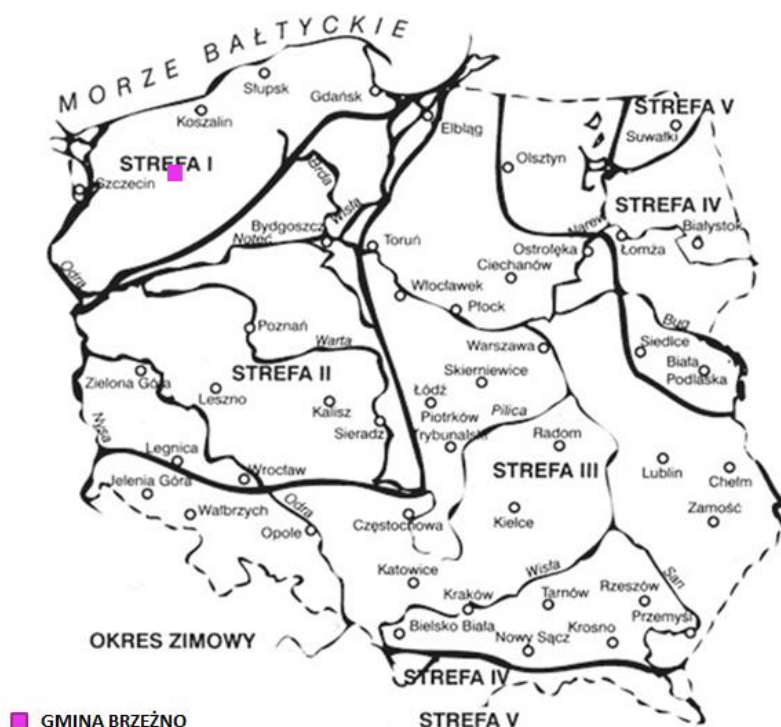 MORZE BAŁTYCKIE
Słupsk
Gdańsk
Koszalin
Elbląg
STREFA V
Suwałki
STREFA I
Szczecin
Olsztyn
Brda
Wisła
STREFA IV
Białystok
Bydgoszcz
Noteć
Toruń
Narew
Ostrolęka
Łomża
Odra
Ciechanów
Włocławek
Płock
Poznań
Bug
Siedlce
Warszawa
Warta
Biała
Podlaska
Skierniewice
Zielona Góra
STREFA II
Leszno
Łódź
Kalisz
Piotrków
Trybunalski
Pilica
Sieradz
Radom
Nysa
Legnica
Wrocław
STREFA III
Lublin
Chełm
Jelenia Góra
Odra
Wałbrzych
Opole
Częstochowa
Kielce
Zamość
Katowice
Wisła
San
Kraków
Tarnów
Rzeszów
Przemyśl
OKRES ZIMOWY
Bielsko Biała
Nowy Sącz
Krosno
STREFA IV
STREFA V
GMINA BRZEŻNO